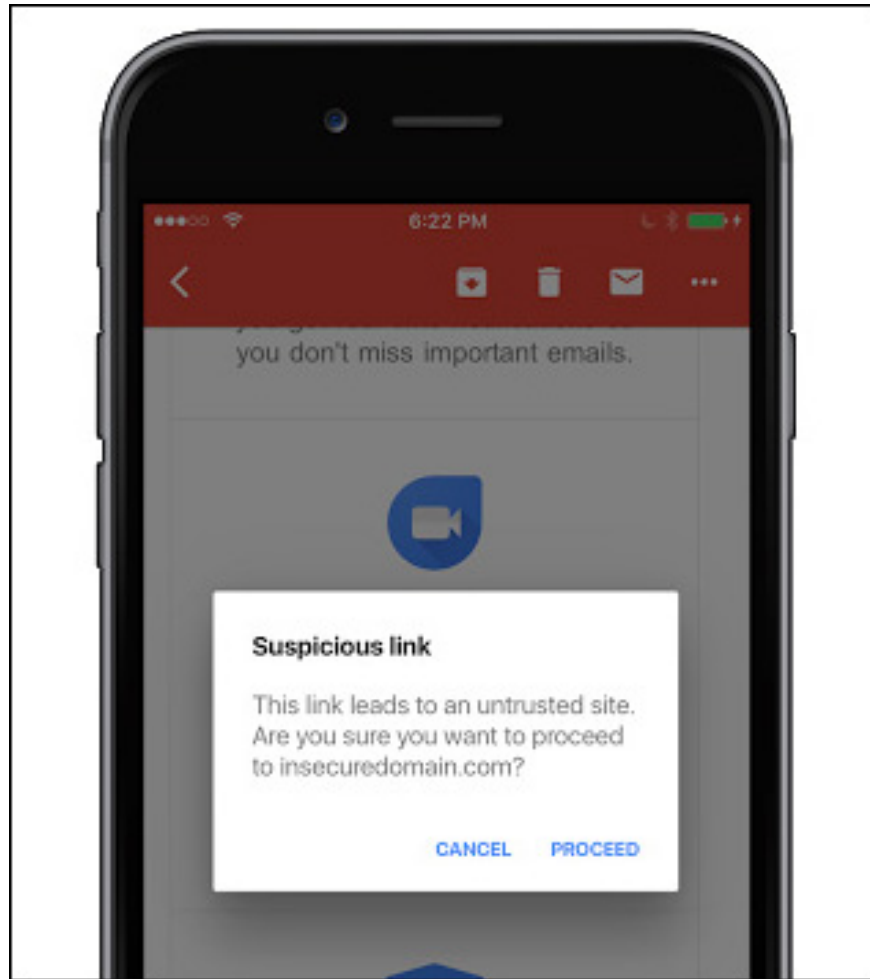 6:22 PM
you don't miss important emails.
Suspicious link
This link leads to an untrusted site.
Are you sure you want to proceed
to insecuredomain.com?
CANCEL PROCEED